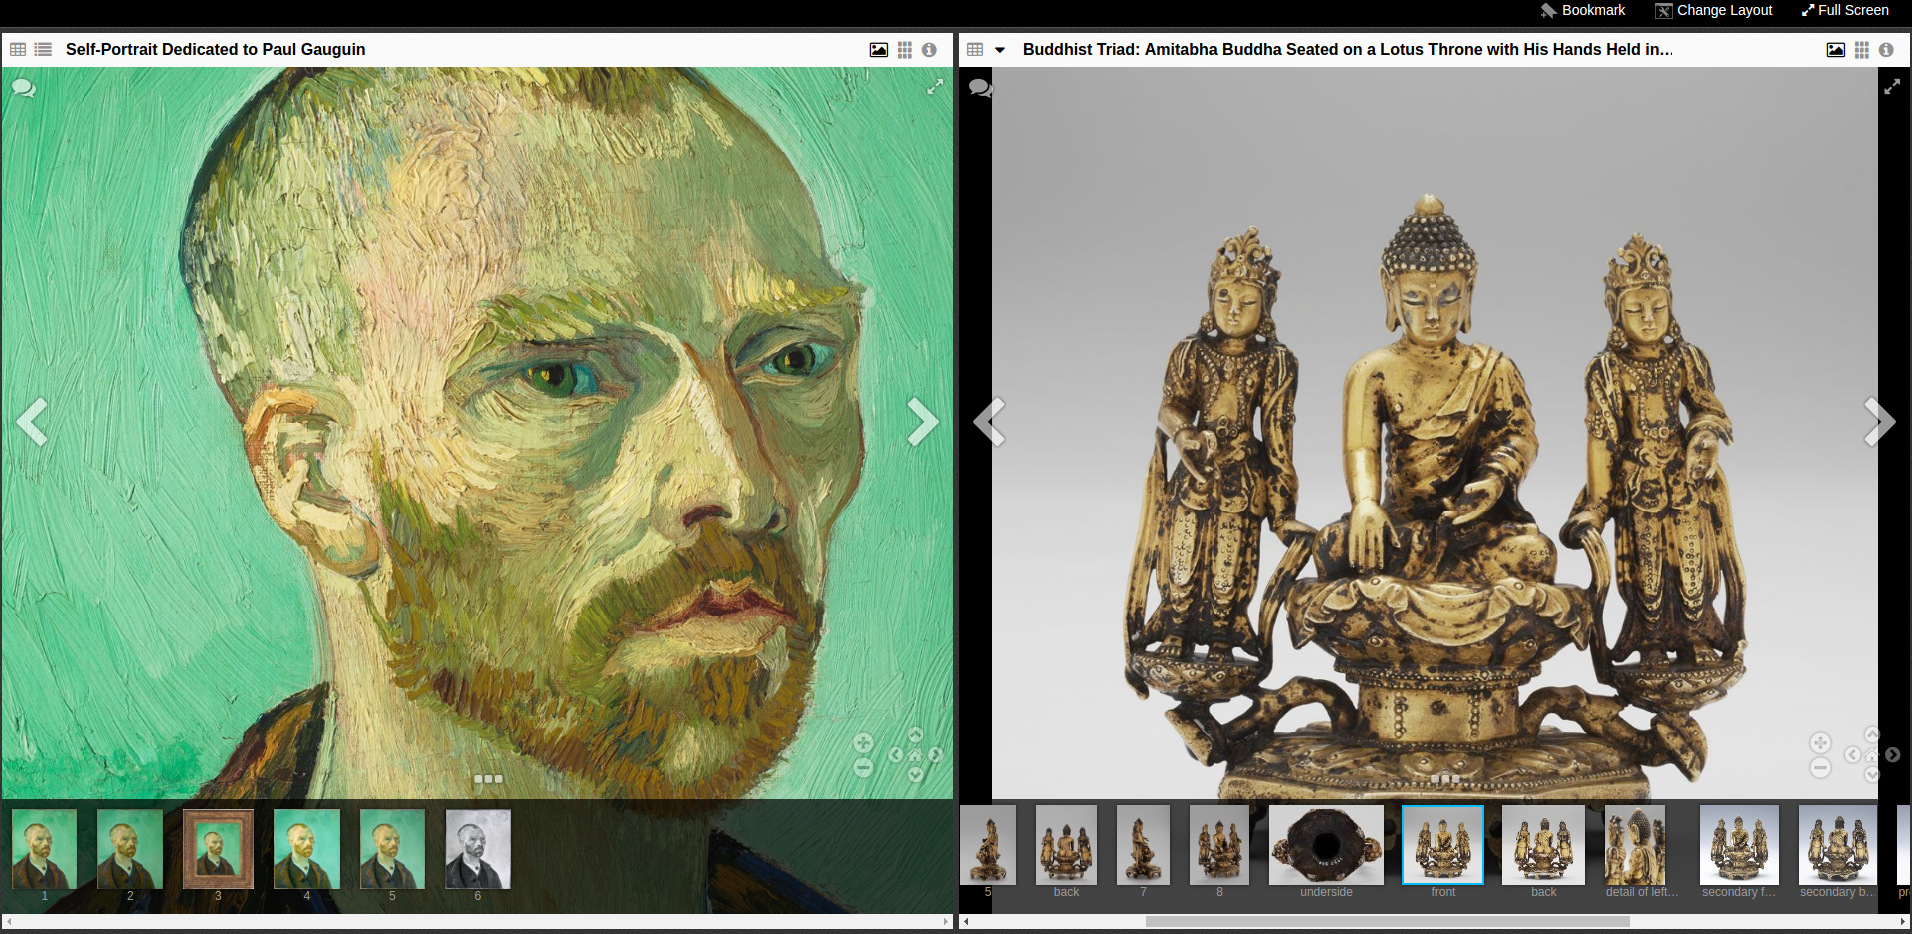 Bookmark Change Layout Full Screen
Self-Portrait Dedicated to Paul Gauguin
Buddhist Triad: Amitabha Buddha Seated on a Lotus Throne with His Hands Held in...
1 2 3 4 5 6
5 back 7 8 underside front back detail of left... secondary f... secondary b... pr